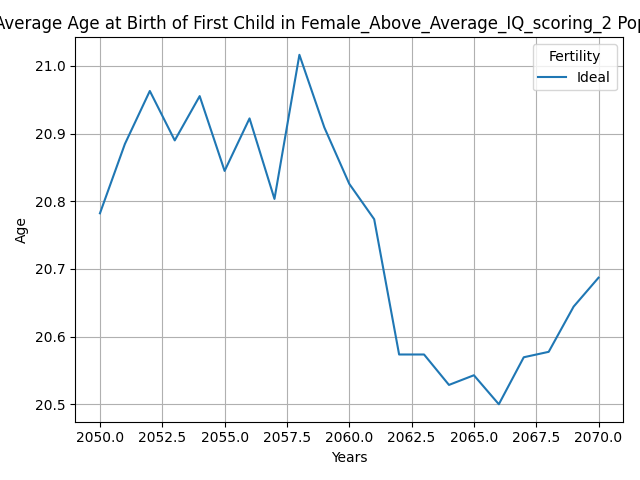 Average Age at Birth of First Child in Female_Above_Average_IQ_scoring_2
Fertility
Ideal
21.0
20.9
20.8
20.7
20.6
20.5
Age
2050.0 2052.5 2055.0 2057.5 2060.0 2062.5 2065.0 2067.5 2070.0
Years